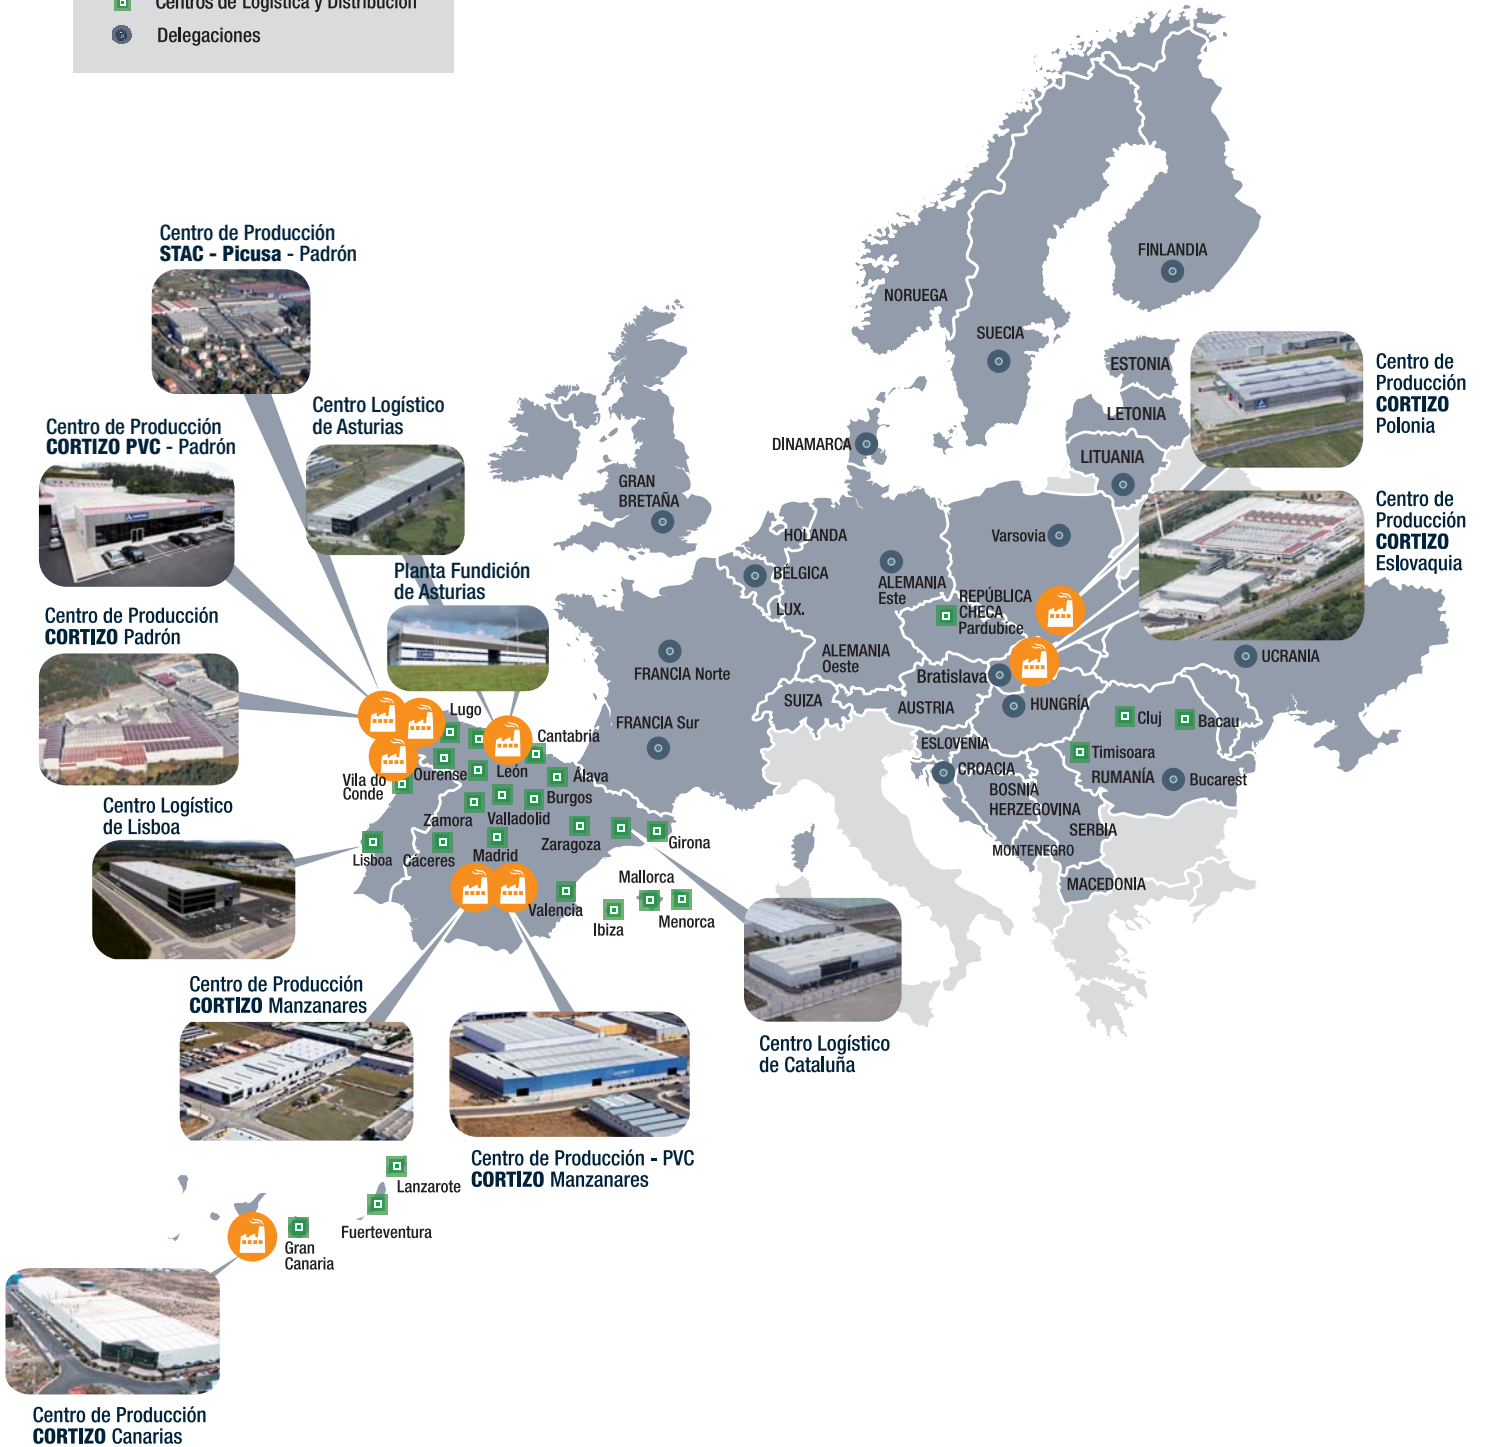 Centros de Logística y Distribución
Delegaciones
Centro de Producción
STAC - Picusa - Padrón
Centro Logístico
de Asturias
Centro de Producción
CORTIZO PVC - Padrón
Planta Fundición
de Asturias
Centro de Producción
CORTIZO Padrón
Centro Logístico
de Lisboa
Centro de
Producción
CORTIZO
Polonia
Centro de
Producción
CORTIZO
Eslovaquia
FINLANDIA
NORUEGA
SUECIA
ESTONIA
LETONIA
LITUANIA
DINAMARCA
GRAN
BRETAÑA
HOLANDA
BÉLGICA
LUX.
ALEMANIA
Este
Varsovia
REPÚBLICA
CHECA
Pardubice
ALEMANIA
Oeste
Bratislava
UCRANIA
FRANCIA Norte
FRANCIA Sur
SUIZA
AUSTRIA
HUNGRÍA
Cluj
Bacau
Timisoara
RUMANÍA
Bucarest
ESLOVENIA
CROACIA
BOSNIA
HERZEGOVINA
SERBIA
MONTENEGRO
MACEDONIA
Lugo
Cantabria
Ourense
León
Álava
Vila do
Conde
Burgos
Zamora
Valladolid
Zaragoza
Girona
Lisboa
Cáceres
Madrid
Valencia
Mallorca
Ibiza
Menorca
Centro de Producción
CORTIZO Manzanares
Centro Logístico
de Cataluña
Centro de Producción - PVC
CORTIZO Manzanares
Lanzarote
Fuerteventura
Gran
Canaria
Centro de Producción
CORTIZO Canarias